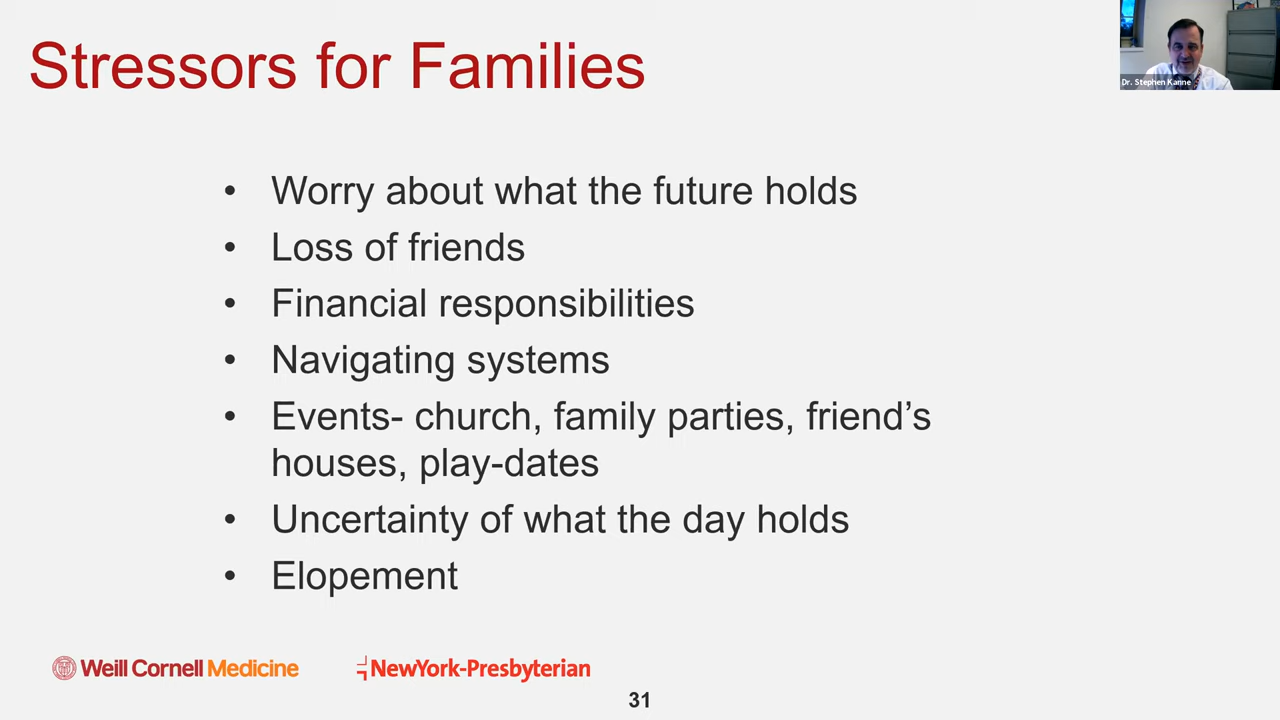 Stressors for Families
Dr. Stephen Kanne
• Worry about what the future holds
• Loss of friends
• Financial responsibilities
• Navigating systems
• Events- church, family parties, friend’s
houses, play-dates
• Uncertainty of what the day holds
• Elopement
Weill Cornell Medicine
NewYork-Presbyterian
31